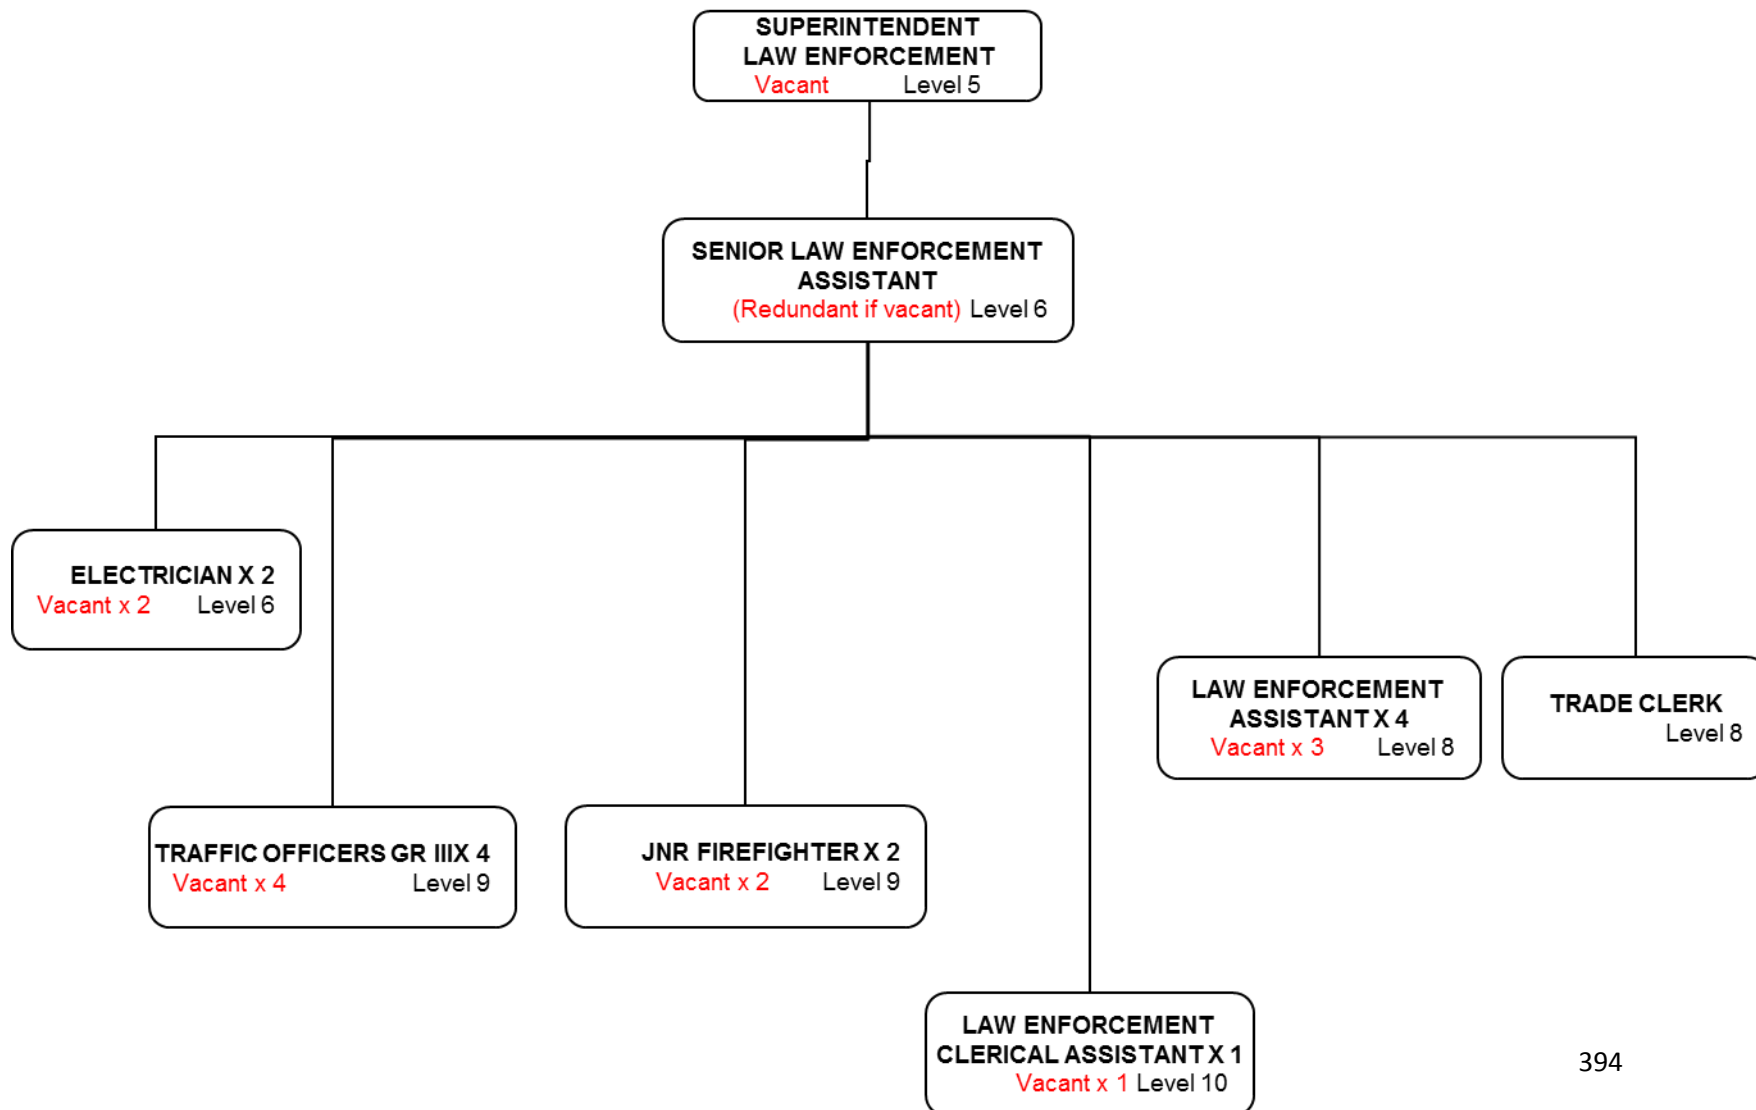 SUPERINTENDENT
LAW ENFORCEMENT
Vacant Level 5
SENIOR LAW ENFORCEMENT
ASSISTANT
(Redundant if vacant) Level 6
ELECTRICIAN X 2
Vacant x 2 Level 6
LAW ENFORCEMENT
ASSISTANT X 4
Vacant x 3 Level 8
TRADE CLERK
Level 8
TRAFFIC OFFICERS GR IIIX 4
Vacant x 4 Level 9
JNR FIREFIGHTER X 2
Vacant x 2 Level 9
LAW ENFORCEMENT
CLERICAL ASSISTANT X 1
Vacant x 1 Level 10
394